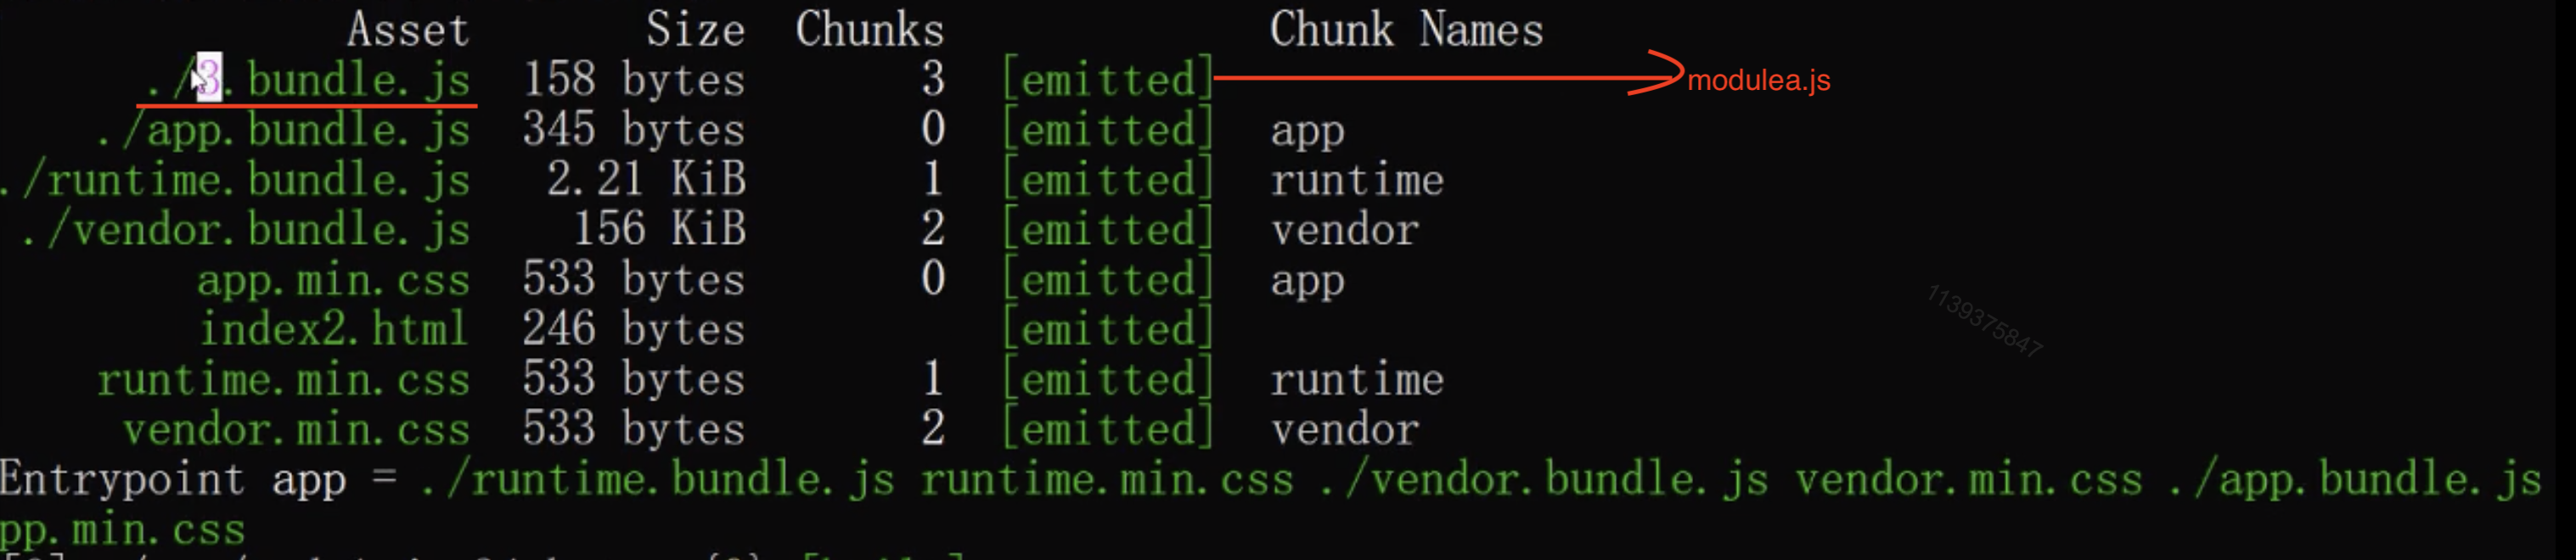 Asset Size Chunks Chunk Names
./3.bundle.js 158 bytes 3 [emitted] modulea.js
./app.bundle.js 345 bytes 0 [emitted] app
./runtime.bundle.js 2.21 KiB 1 [emitted] runtime
./vendor.bundle.js 156 KiB 2 [emitted] vendor
app.min.css 533 bytes 0 [emitted] app
index2.html 246 bytes [emitted]
runtime.min.css 533 bytes 1 [emitted] runtime
vendor.min.css 533 bytes 2 [emitted] vendor
Entrypoint app = ./runtime.bundle.js runtime.min.css ./vendor.bundle.js vendor.min.css ./app.bundle.js
pp.min.css
1139375847